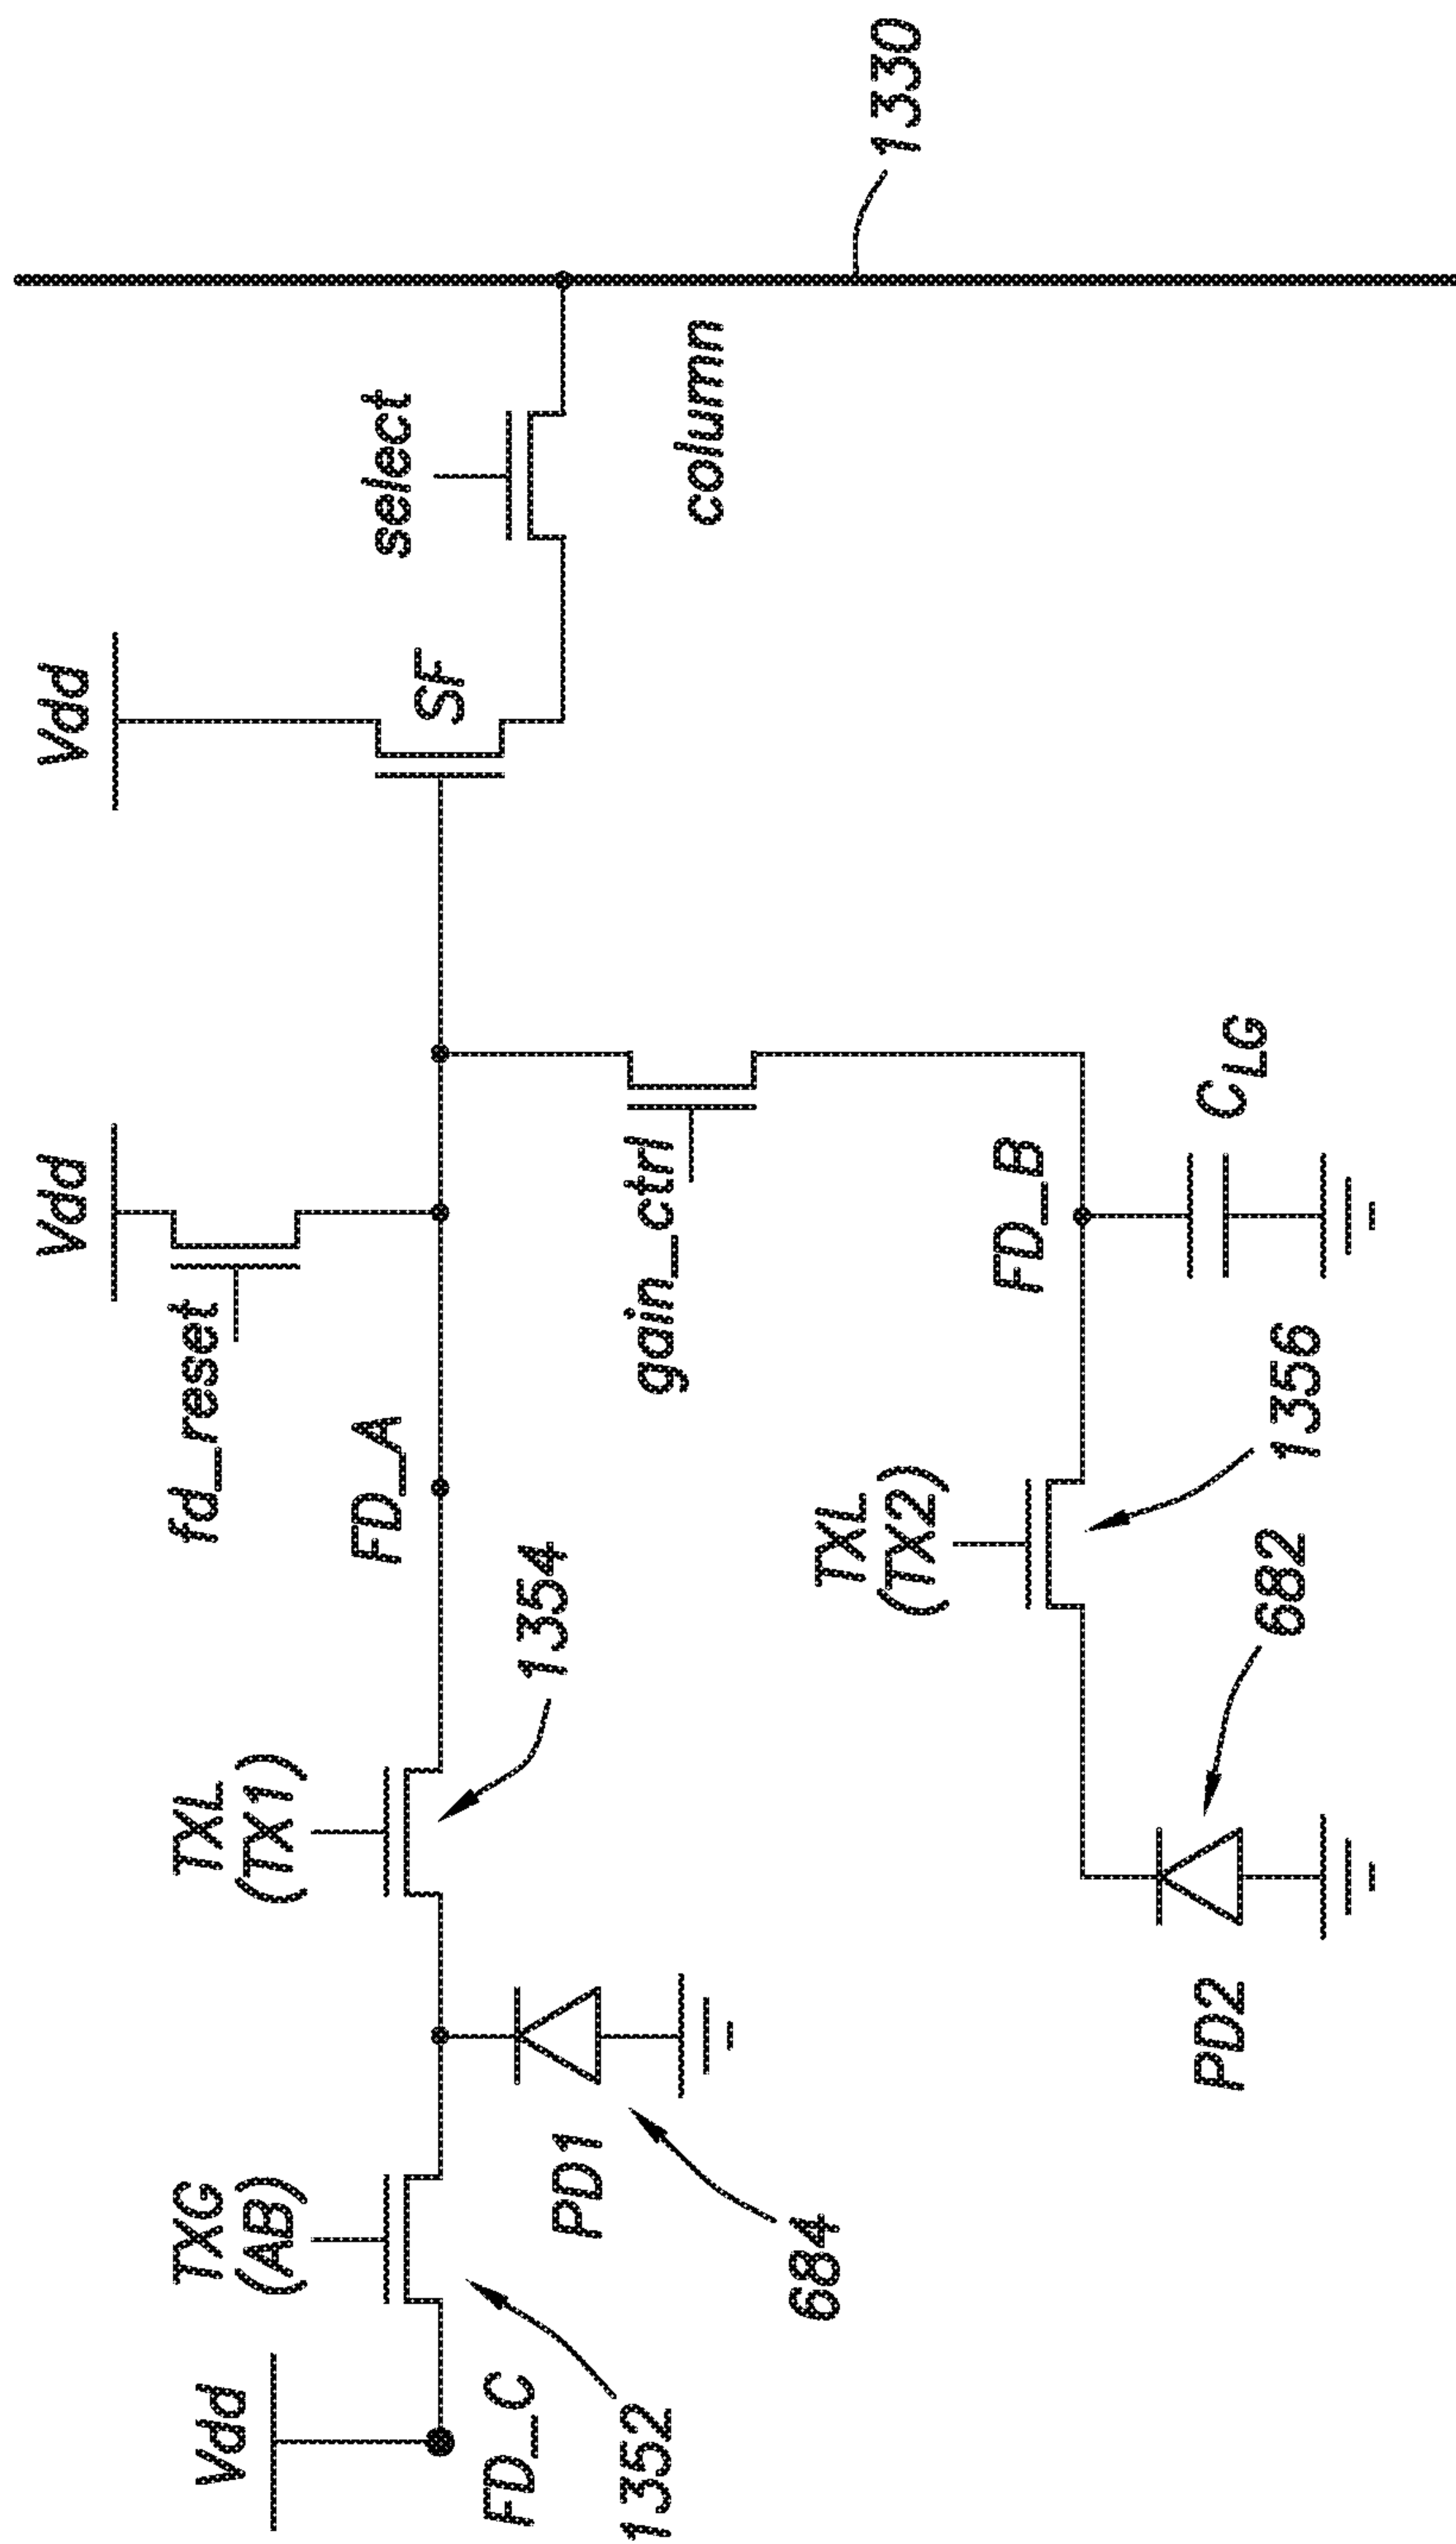 Vdd
Vdd
Vdd
fd_reset
select
SF
TXG
(AB)
TXL
(TX1)
FD_A
FD_C
1352
PD1
684
1354
gain_ctrl
column
1330
TXL
(TX2)
FD_B
PD2
682
1356
CLG